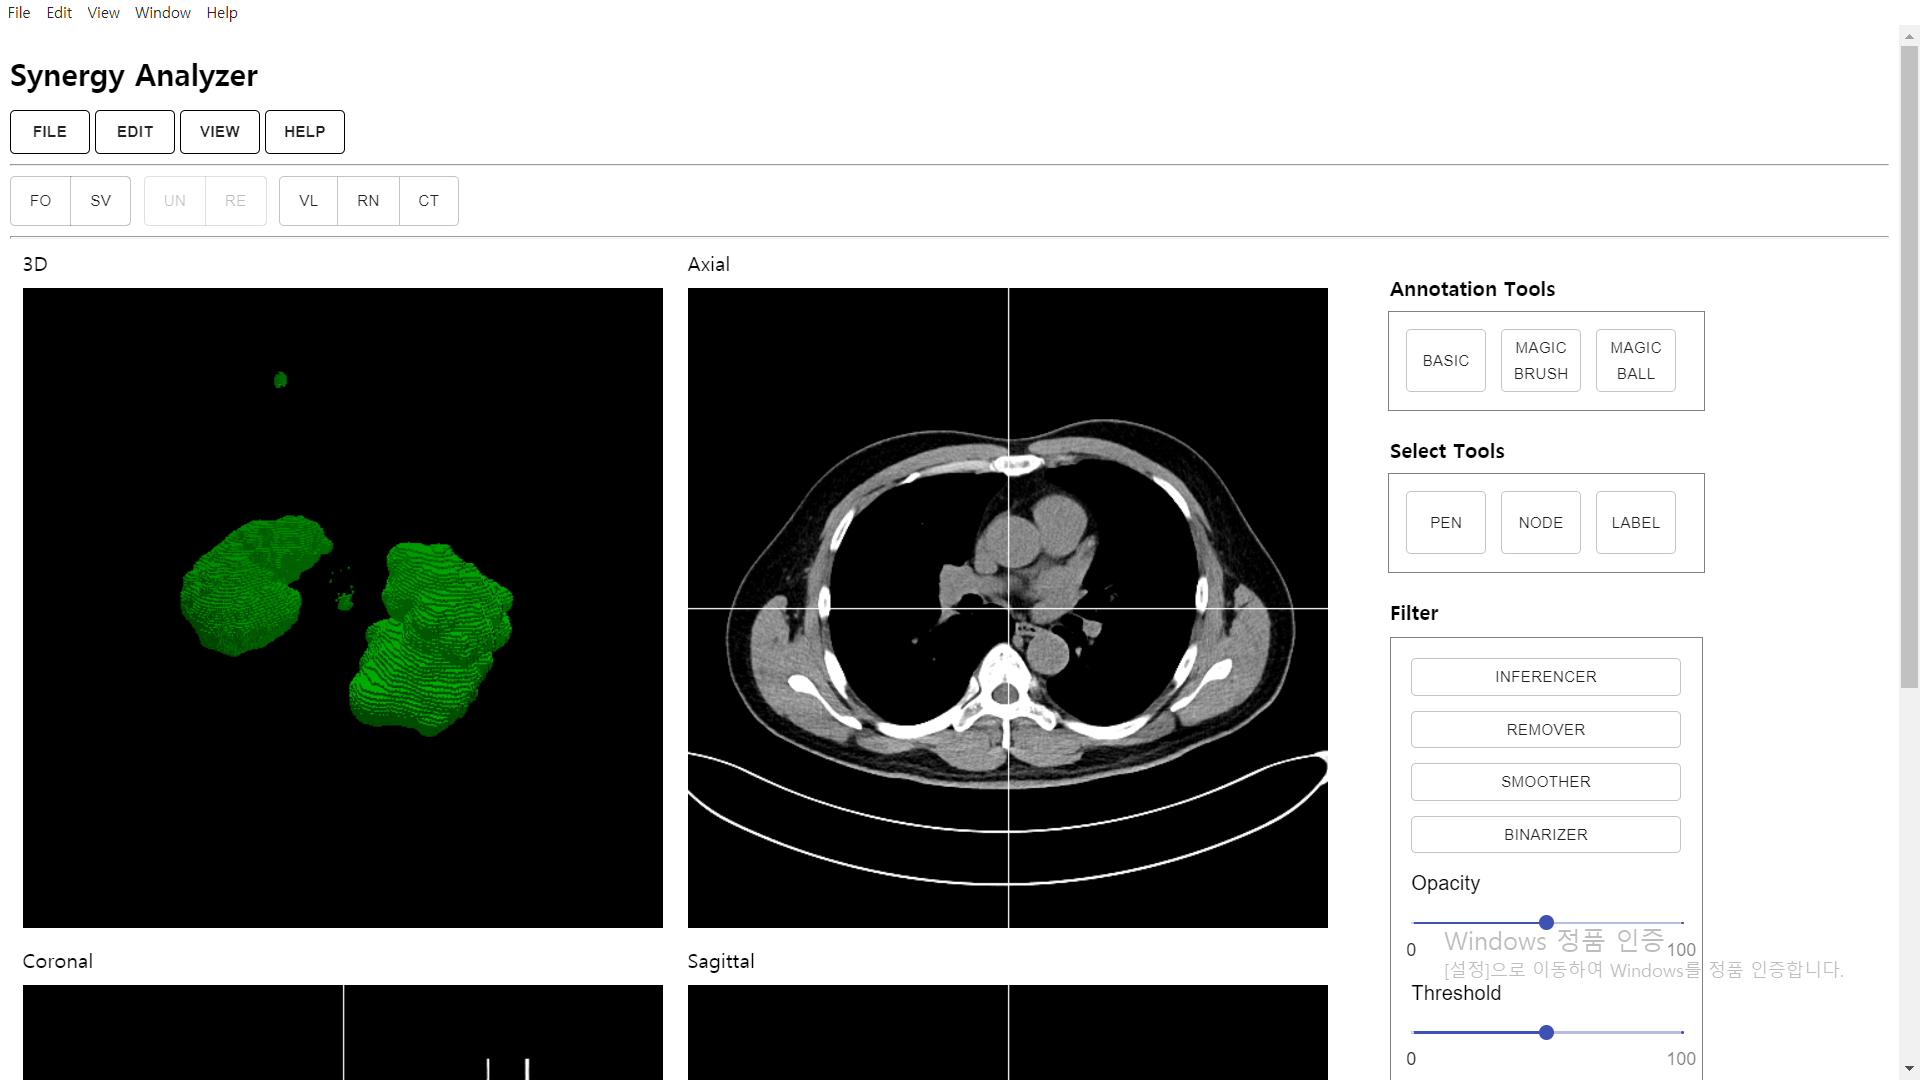 File Edit View Window Help
Synergy Analyzer
FILE EDIT VIEW HELP
FO SV UN RE VL RN CT
3D
Axial
Annotation Tools
BASIC
MAGIC BRUSH
MAGIC BALL
Select Tools
PEN NODE LABEL
Filter
INFERENCER
REMOVER
SMOOTHER
BINARIZER
Opacity
0 100
Windows 정품 인증
[설정]으로 이동하여 Windows를 정품 인증합니다.
Threshold
0 100
Coronal
Sagittal